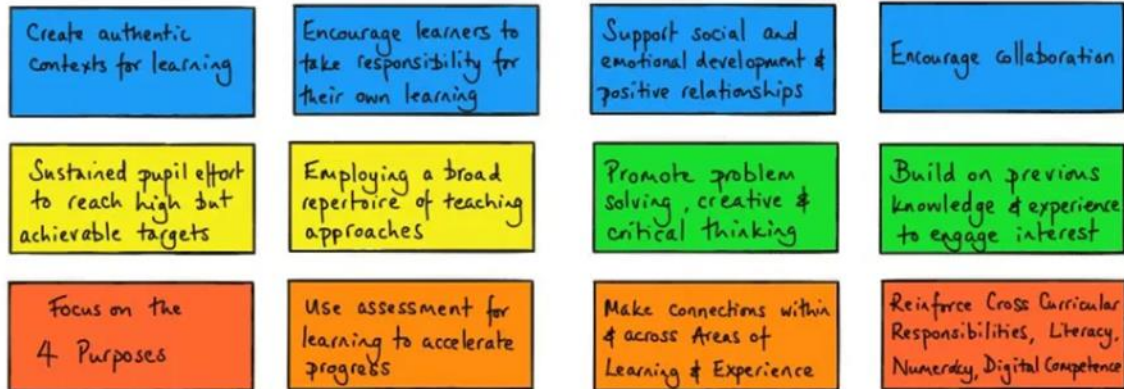 Create authentic
contexts for learning
Encourage learners to
take responsibility for
their own learning
Support social and
emotional development &
positive relationships
Encourage collaboration
Sustained pupil effort
to reach high but
achievable targets
Employing a broad
repertoire of teaching
approaches
Promote problem
solving, creative &
critical thinking
Build on previous
knowledge & experience
to engage interest
Focus on the
4 Purposes
Use assessment for
learning to accelerate
progress
Make connections within
& across Areas of
Learning & Experience
Reinforce Cross Curricular
Responsibilities, Literacy,
Numeracy, Digital Competence